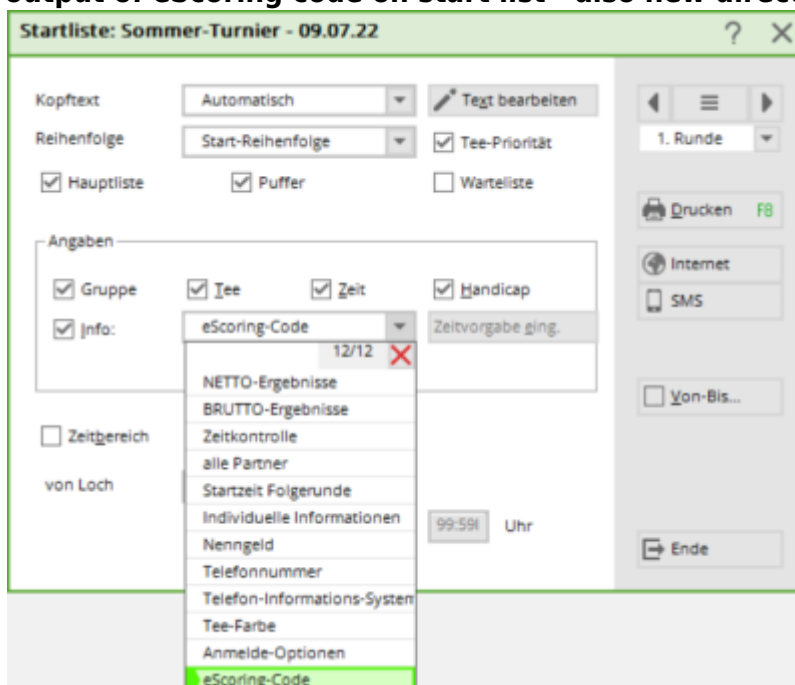 output of eScoring code on start list - also now direc
Startliste: Sommer-Turnier - 09.07.22 ?
Kopftext Automatisch Text bearbeiten
Reihenfolge Start-Reihenfolge Tee-Priorität 1. Runde
Hauptliste Puffer Warteliste
Drucken F8
Angaben
Internet
Gruppe Tee Zeit Handicap
SMS
Info: eScoring-Code Zeitvorgabe eing.
12/12
NETTO-Ergebnisse
Von-Bis...
BRUTTO-Ergebnisse
Zeitbereich Zeitkontrolle
alle Partner
von Loch Startzeit Folgerunde
Individuelle Informationen
99:59 Uhr
Nenngeld
Ende
Telefonnummer
Telefon-Informations-System
Tee-Farbe
Anmelde-Optionen
eScoring-Code